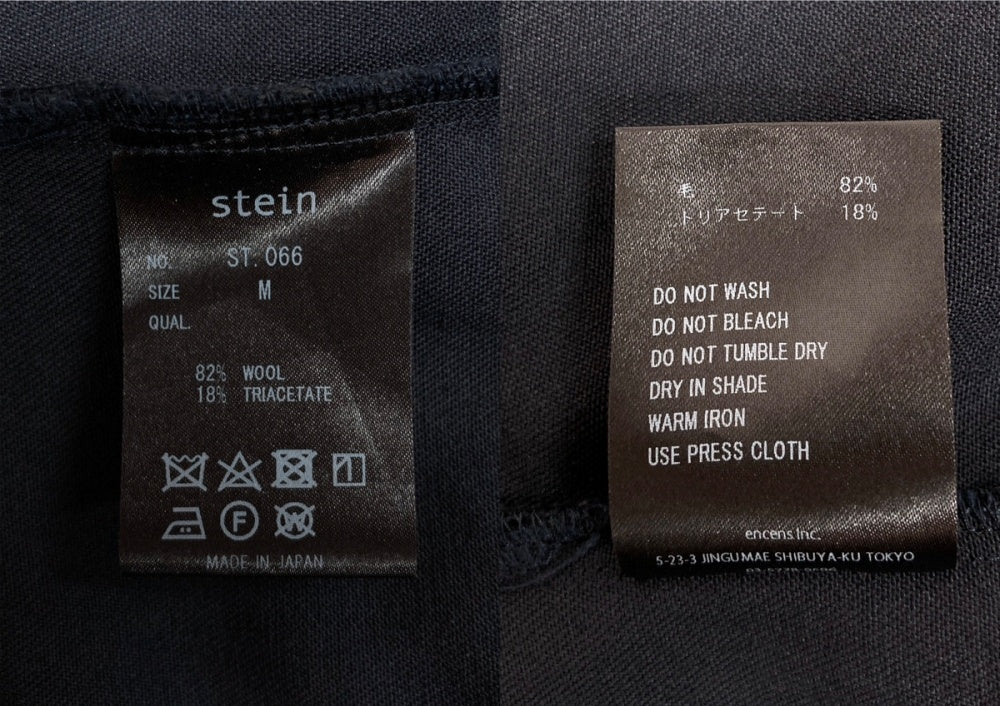 stein
NO. ST. 066
SIZE M
QUAL.
82% WOOL
18% TRIACETATE
F
W
MADE IN JAPAN
毛 82%
トリアセテート 18%
DO NOT WASH
DO NOT BLEACH
DO NOT TUMBLE DRY
DRY IN SHADE
WARM IRON
USE PRESS CLOTH
encens Inc.
5-23-3 JINGUMAE SHIBUYA-KU TOKYO